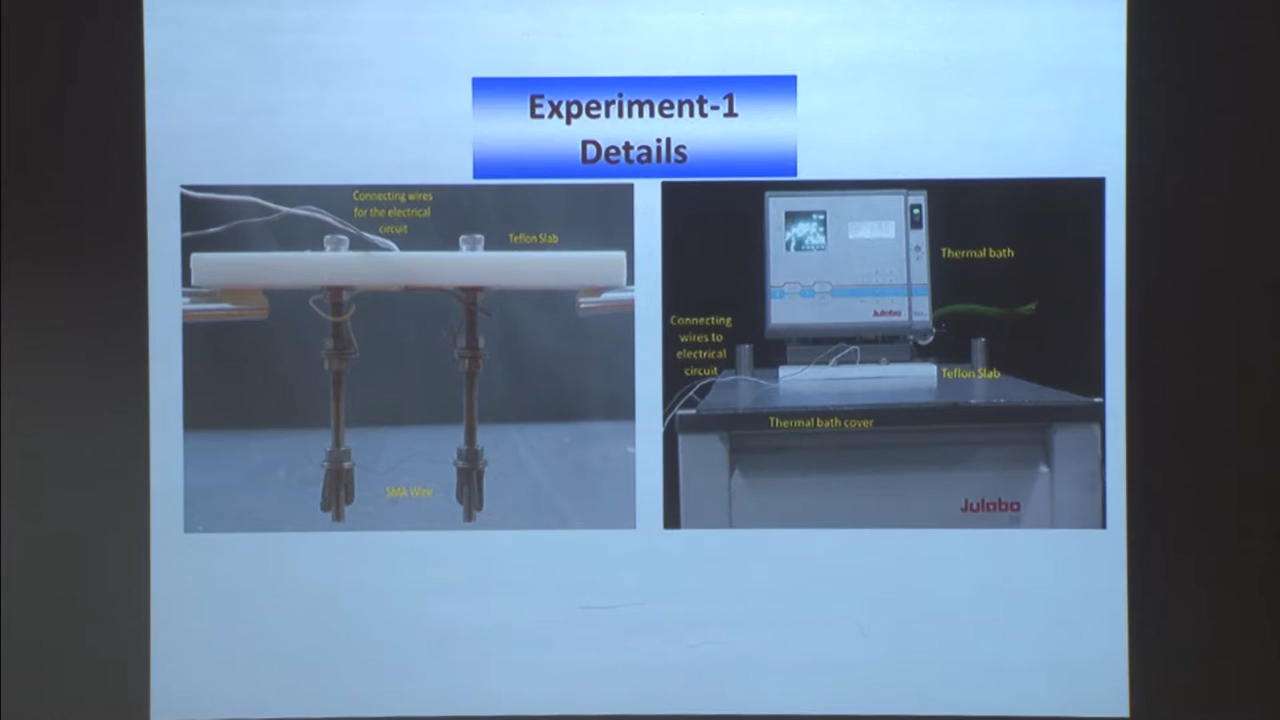 Experiment-1
Details
Connecting wires
for the electrical
circuit
Teflon Slab
SMA Wire
Thermal bath
Julabo
Connecting
wires to
electrical
circuit
Teflon Slab
Thermal bath cover
Julabo